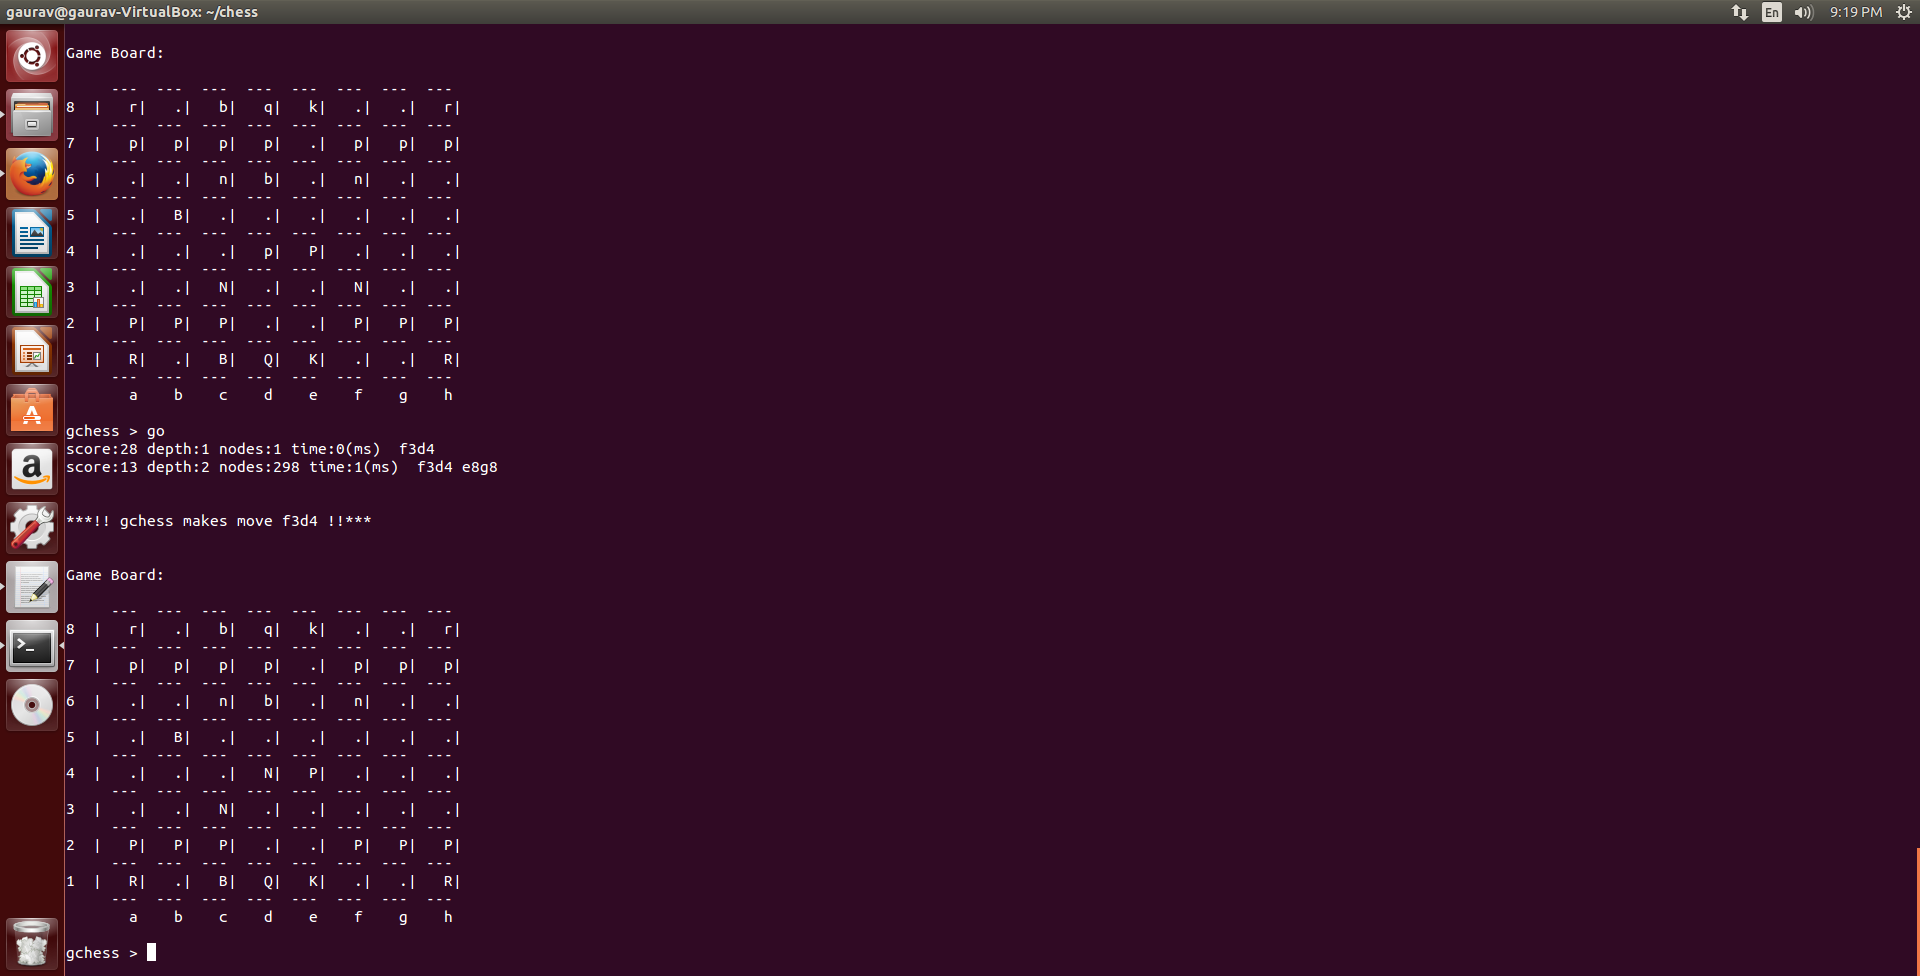 gaurav@gaurav-VirtualBox: ~/chess En 9:19 PM
Game Board:
--- --- --- --- --- --- --- ---
8 | r| .| b| q| k| .| .| r|
--- --- --- --- --- --- --- ---
7 | p| p| p| p| .| p| p| p|
--- --- --- --- --- --- --- ---
6 | .| .| n| b| .| n| .| .|
--- --- --- --- --- --- --- ---
5 | .| B| .| .| .| .| .| .|
--- --- --- --- --- --- --- ---
4 | .| .| .| p| P| .| .| .|
--- --- --- --- --- --- --- ---
3 | .| .| N| .| .| N| .| .|
--- --- --- --- --- --- --- ---
2 | P| P| P| .| .| P| P| P|
--- --- --- --- --- --- --- ---
1 | R| .| B| Q| K| .| .| R|
--- --- --- --- --- --- --- ---
a b c d e f g h
gchess > go
score:28 depth:1 nodes:1 time:0(ms) f3d4
score:13 depth:2 nodes:298 time:1(ms) f3d4 e8g8
***!! gchess makes move f3d4 !!***
Game Board:
--- --- --- --- --- --- --- ---
8 | r| .| b| q| k| .| .| r|
--- --- --- --- --- --- --- ---
7 | p| p| p| p| .| p| p| p|
--- --- --- --- --- --- --- ---
6 | .| .| n| b| .| n| .| .|
--- --- --- --- --- --- --- ---
5 | .| B| .| .| .| .| .| .|
--- --- --- --- --- --- --- ---
4 | .| .| .| N| P| .| .| .|
--- --- --- --- --- --- --- ---
3 | .| .| N| .| .| .| .| .|
--- --- --- --- --- --- --- ---
2 | P| P| P| .| .| P| P| P|
--- --- --- --- --- --- --- ---
1 | R| .| B| Q| K| .| .| R|
--- --- --- --- --- --- --- ---
a b c d e f g h
gchess >